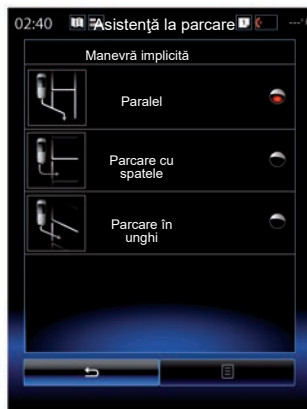 02:40 Asistenţă la parcare
Manevră implicită
Paralel
Parcare cu
spatele
Parcare în
unghi